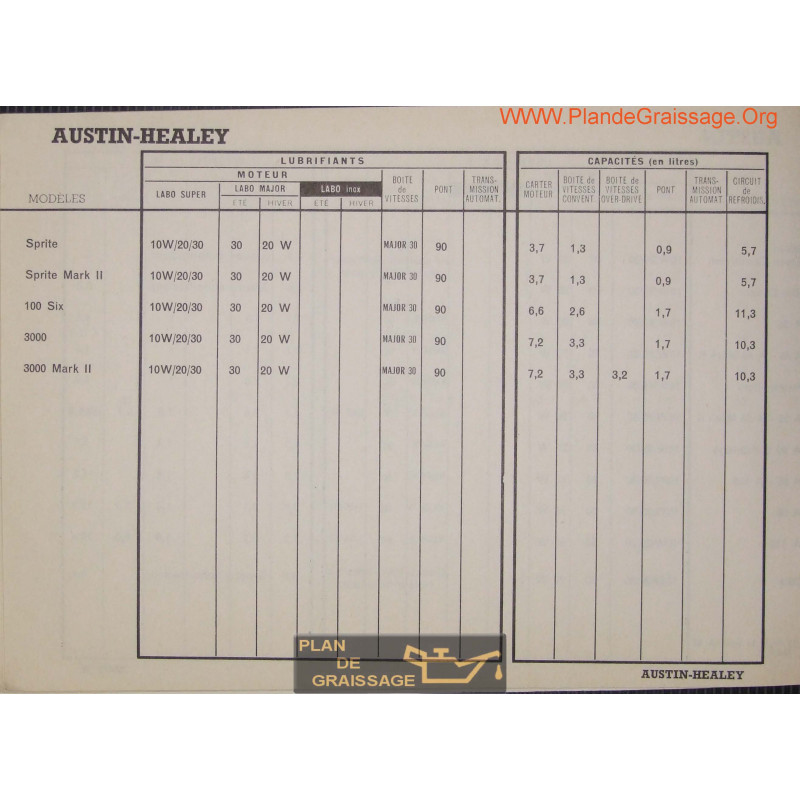 WWW.PlandeGraissage.Org
AUSTIN-HEALEY
LUBRIFIANTS
CAPACITÉS (en litres)
MOTEUR
MODELES
LABO SUPER
LABO MAJOR
LABO inox
ÉTÉ HIVER ÉTÉ HIVER
BOITE de VITESSES
PONT
TRANS-MISSION AUTOMAT.
CARTER MOTEUR
BOITE de VITESSES CONVENT.
BOITE de VITESSES OVER-DRIVE
PONT
TRANS-MISSION AUTOMAT
CIRCUIT de REFROIDIS.
Sprite 10W/20/30 30 20 W MAJOR 30 90 3,7 1,3 0,9 5,7
Sprite Mark II 10W/20/30 30 20 W MAJOR 30 90 3,7 1,3 0,9 5,7
100 Six 10W/20/30 30 20 W MAJOR 30 90 6,6 2,6 1,7 11,3
3000 10W/20/30 30 20 W MAJOR 30 90 7,2 3,3 1,7 10,3
3000 Mark II 10W/20/30 30 20 W MAJOR 30 90 7,2 3,3 3,2 1,7 10,3
PLAN
DE
GRAISSAGE
AUSTIN-HEALEY